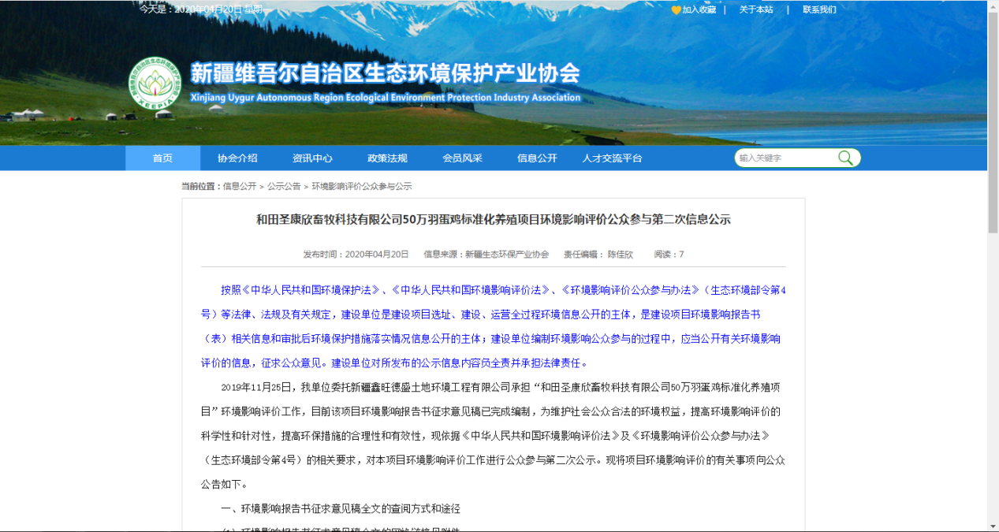 今天是：2020年04月20日 星期一
加入收藏 | 关于本站 | 联系我们
新疆维吾尔自治区生态环境保护产业协会
Xinjiang Uygur Autonomous Region Ecological Environment Protection Industry Association
XEEPIA
首页 协会介绍 资讯中心 政策法规 会员风采 信息公开 人才交流平台 输入关键字
当前位置：信息公开 > 公示公告 > 环境影响评价公众参与公示
和田圣康欣畜牧科技有限公司50万羽蛋鸡标准化养殖项目环境影响评价公众参与第二次信息公示
发布时间：2020年04月20日 信息来源：新疆生态环保产业协会 责任编辑： 陈佳欣 阅读：7
按照《中华人民共和国环境保护法》、《中华人民共和国环境影响评价法》、《环境影响评价公众参与办法》（生态环境部令第4
号）等法律、法规及有关规定，建设单位是建设项目选址、建设、运营全过程环境信息公开的主体，是建设项目环境影响报告书
（表）相关信息和审批后环境保护措施落实情况信息公开的主体；建设单位编制环境影响公众参与的过程中，应当公开有关环境影响
评价的信息，征求公众意见。建设单位对所发布的公示信息内容负全责并承担法律责任。
2019年11月25日，我单位委托新疆鑫旺德盛土地环境工程有限公司承担“和田圣康欣畜牧科技有限公司50万羽蛋鸡标准化养殖项
目”环境影响评价工作，目前该项目环境影响报告书征求意见稿已完成编制，为维护社会公众合法的环境权益，提高环境影响评价的
科学性和针对性，提高环保措施的合理性和有效性，现依据《中华人民共和国环境影响评价法》及《环境影响评价公众参与办法》
（生态环境部令第4号）的相关要求，对本项目环境影响评价工作进行公众参与第二次公示。现将项目环境影响评价的有关事项向公众
公告如下。
一、环境影响报告书征求意见稿全文的查阅方式和途径